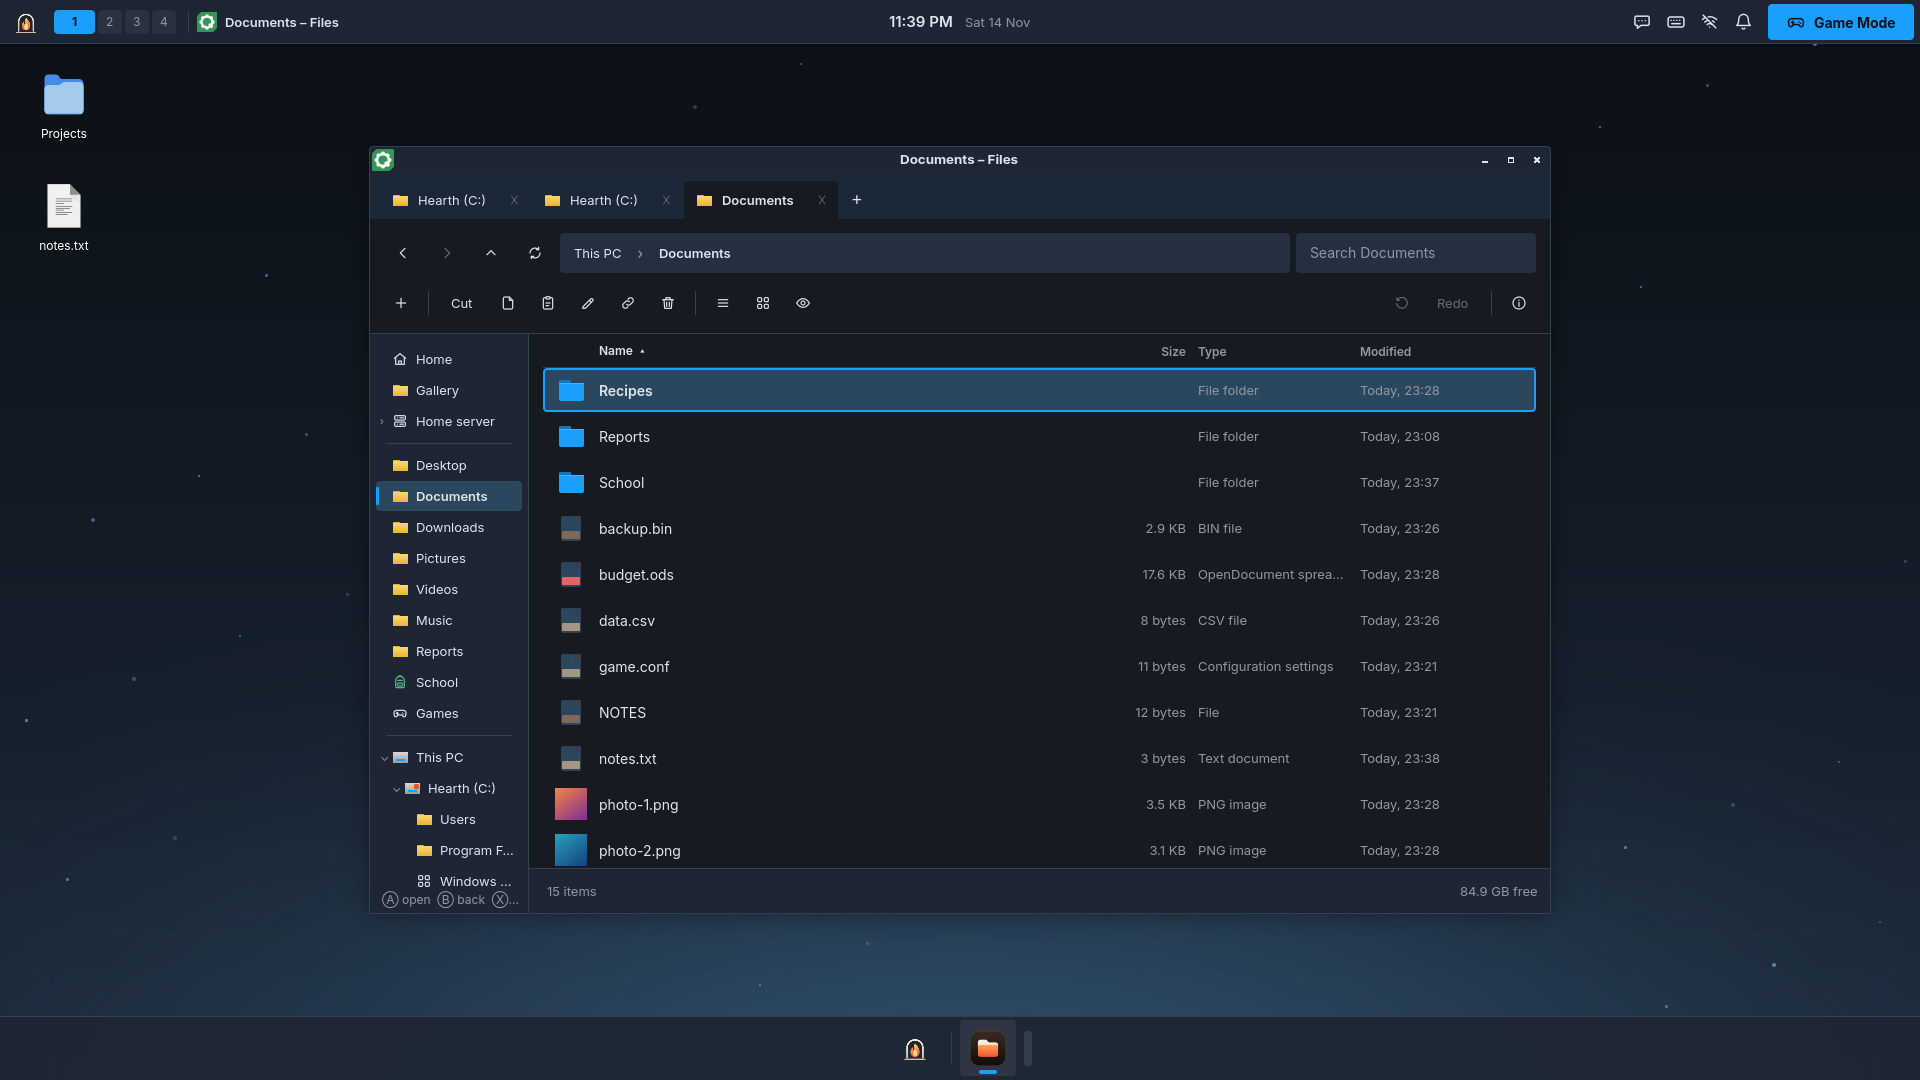 1 2 3 4 Documents – Files 11:39 PM Sat 14 Nov Game Mode
Projects
notes.txt
Documents – Files
Hearth (C:) X Hearth (C:) X Documents X +
This PC › Documents Search Documents
Cut Redo
Home
Gallery
Home server
Desktop
Documents
Downloads
Pictures
Videos
Music
Reports
School
Games
This PC
Hearth (C:)
Users
Program F...
Windows ...
A open B back X...
Name Size Type Modified
Recipes File folder Today, 23:28
Reports File folder Today, 23:08
School File folder Today, 23:37
backup.bin 2.9 KB BIN file Today, 23:26
budget.ods 17.6 KB OpenDocument sprea... Today, 23:28
data.csv 8 bytes CSV file Today, 23:26
game.conf 11 bytes Configuration settings Today, 23:21
NOTES 12 bytes File Today, 23:21
notes.txt 3 bytes Text document Today, 23:38
photo-1.png 3.5 KB PNG image Today, 23:28
photo-2.png 3.1 KB PNG image Today, 23:28
15 items 84.9 GB free